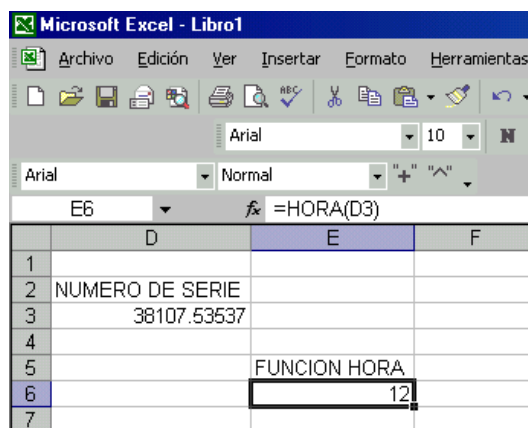 Microsoft Excel - Libro1
Archivo Edición Ver Insertar Formato Herramientas
ABC
Arial 10 N
Arial Normal "+" "^"
E6 fx =HORA(D3)
D E F
1
2 NUMERO DE SERIE
3 38107.53537
4
5 FUNCION HORA
6 12
7